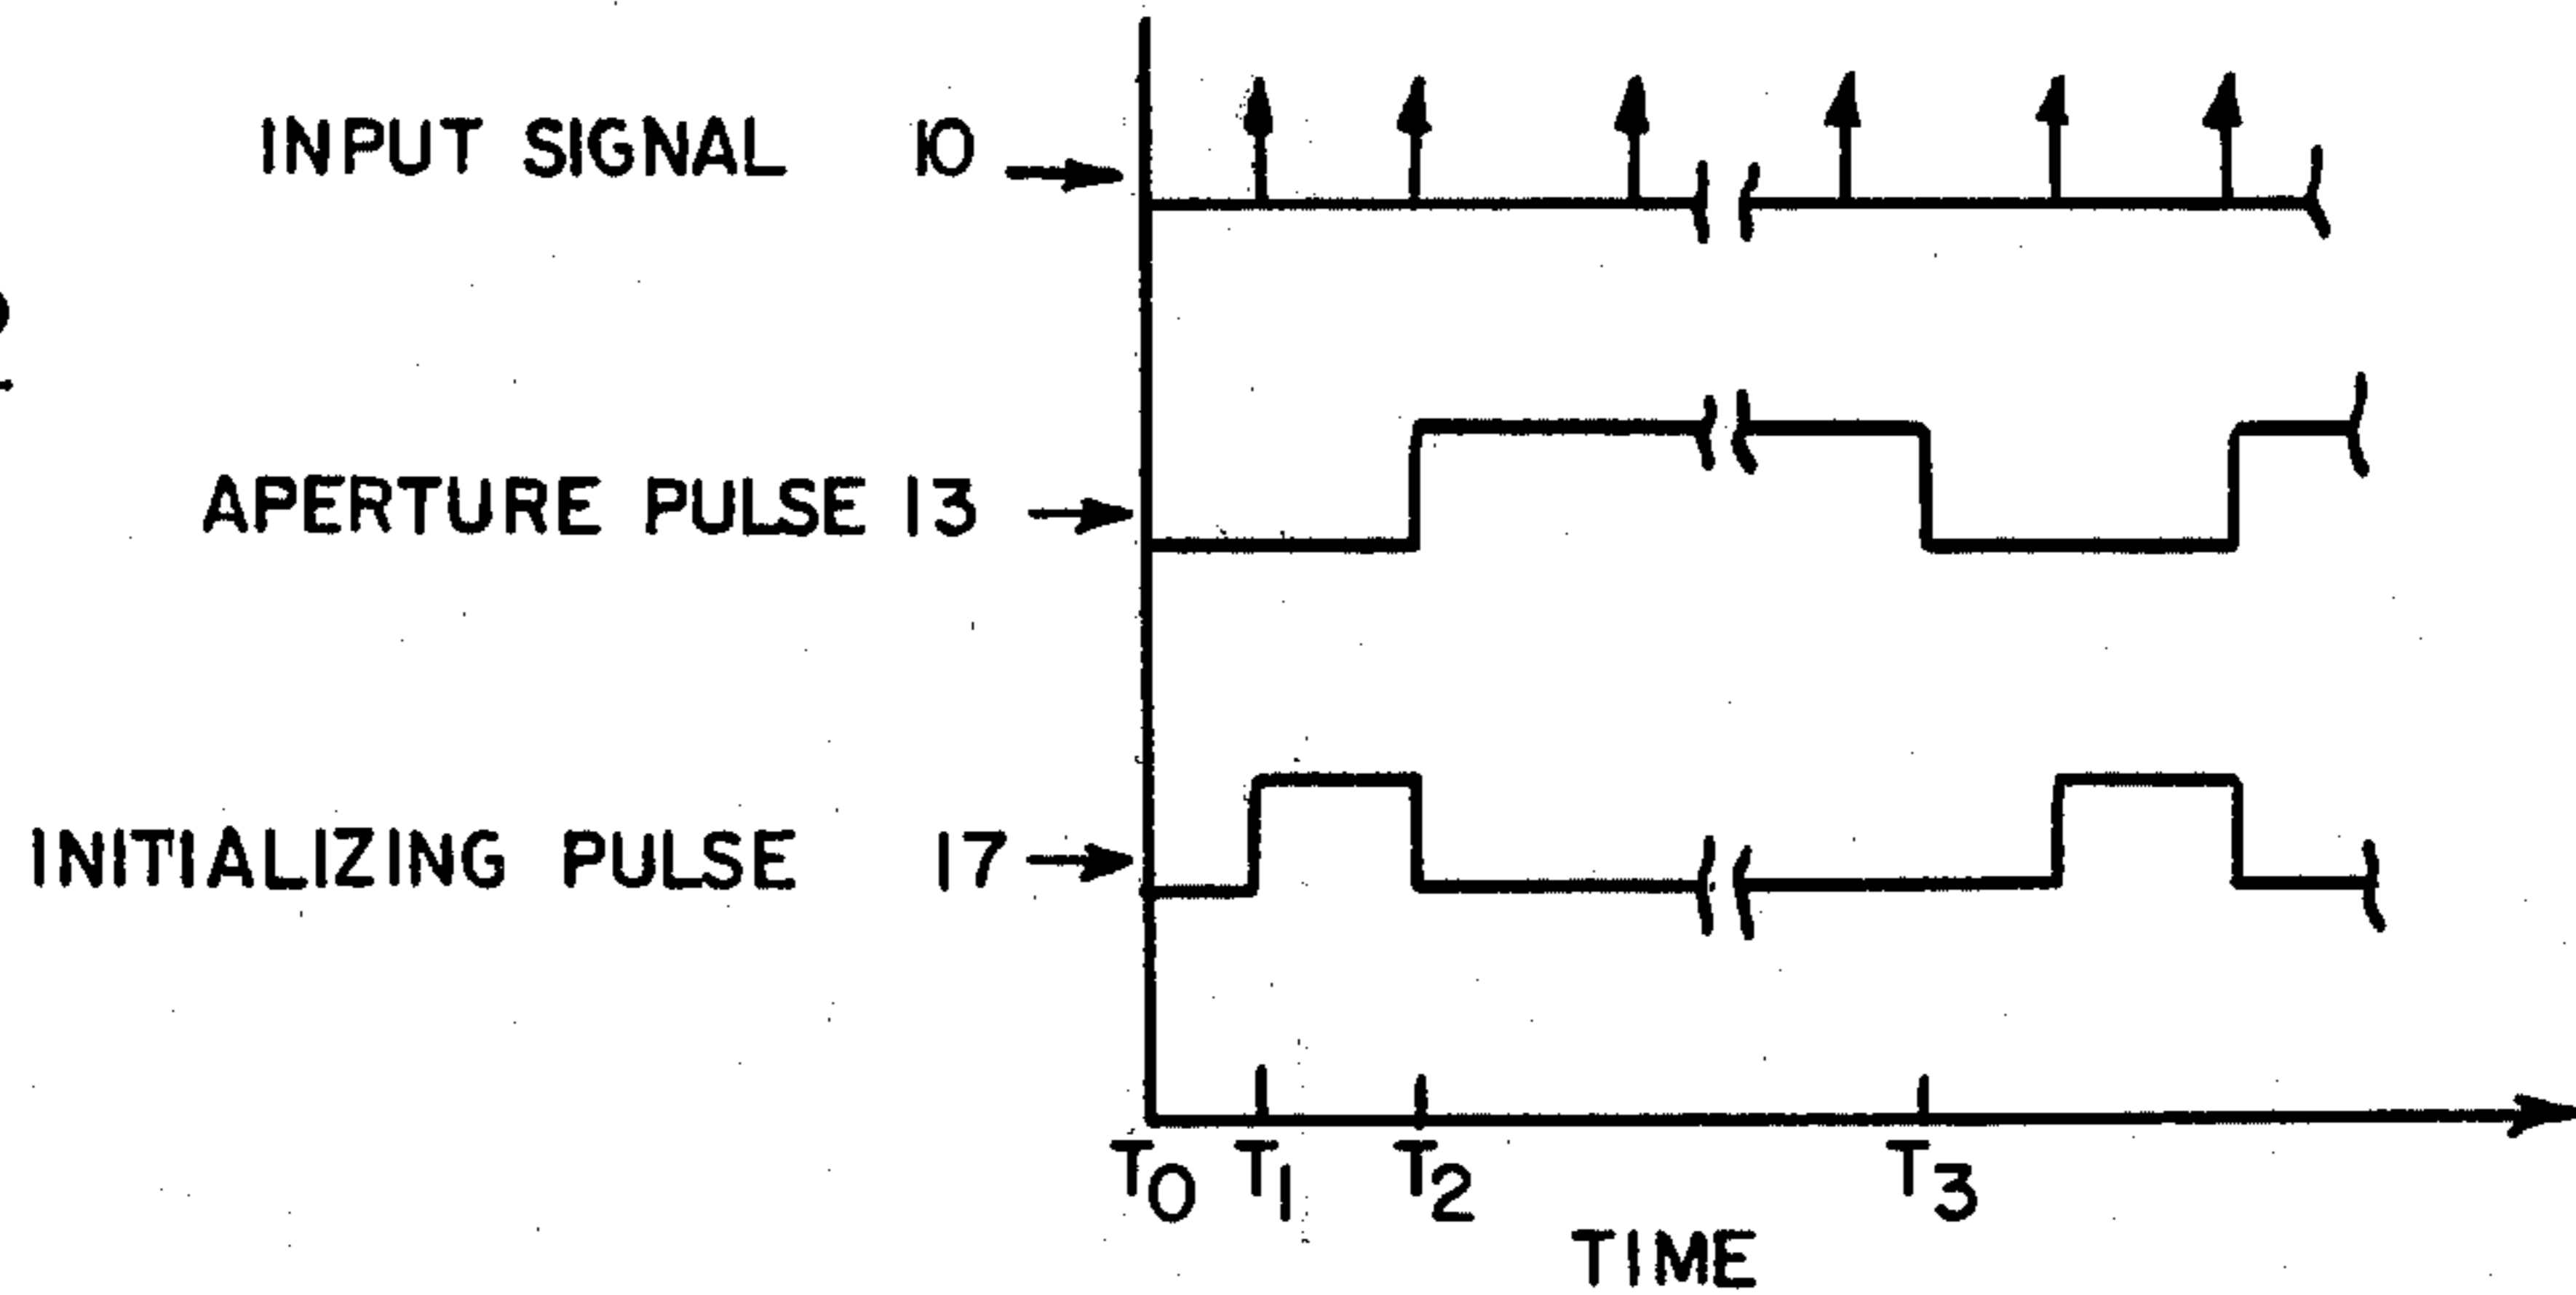 INPUT SIGNAL 10
APERTURE PULSE 13
INITIALIZING PULSE 17
T0 T1 T2 T3
TIME